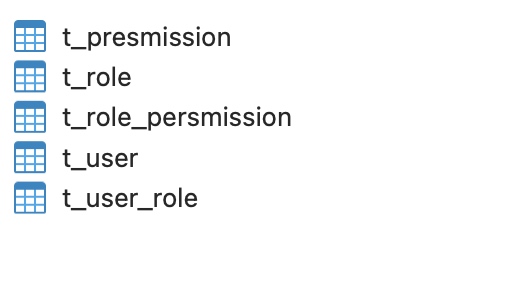 t_presmission
t_role
t_role_persmission
t_user
t_user_role